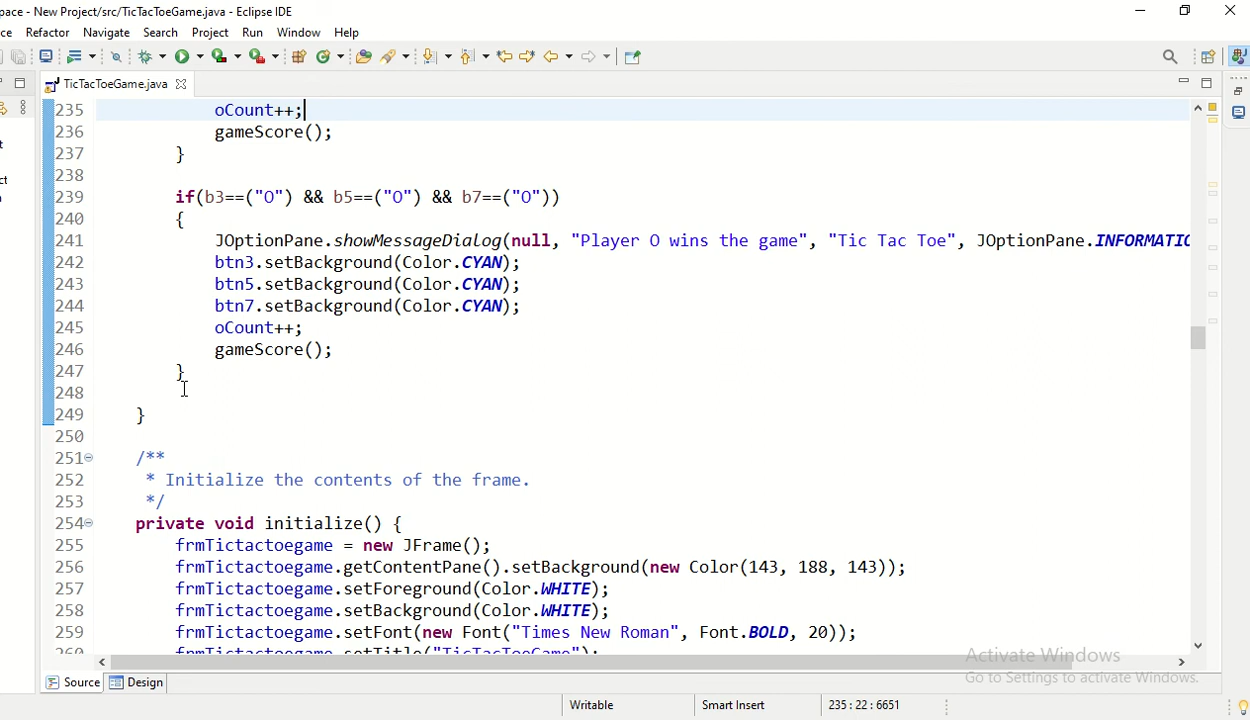 pace - New Project/src/TicTacToeGame.java - Eclipse IDE
ce Refactor Navigate Search Project Run Window Help
TicTacToeGame.java
235 oCount++;
236 gameScore();
237 }
238
239 if(b3==("O") && b5==("O") && b7==("O"))
240 {
241 JOptionPane.showMessageDialog(null, "Player O wins the game", "Tic Tac Toe", JOptionPane.INFORMATIC
242 btn3.setBackground(Color.CYAN);
243 btn5.setBackground(Color.CYAN);
244 btn7.setBackground(Color.CYAN);
245 oCount++;
246 gameScore();
247 }
248
249 }
250
251 /**
252 * Initialize the contents of the frame.
253 */
254 private void initialize() {
255 frmTictactoegame = new JFrame();
256 frmTictactoegame.getContentPane().setBackground(new Color(143, 188, 143));
257 frmTictactoegame.setForeground(Color.WHITE);
258 frmTictactoegame.setBackground(Color.WHITE);
259 frmTictactoegame.setFont(new Font("Times New Roman", Font.BOLD, 20));
260 frmTictactoegame.setTitle("TicTacToeGame");
Activate Windows
Go to Settings to activate Windows.
Source Design
Writable Smart Insert 235 : 22 : 6651